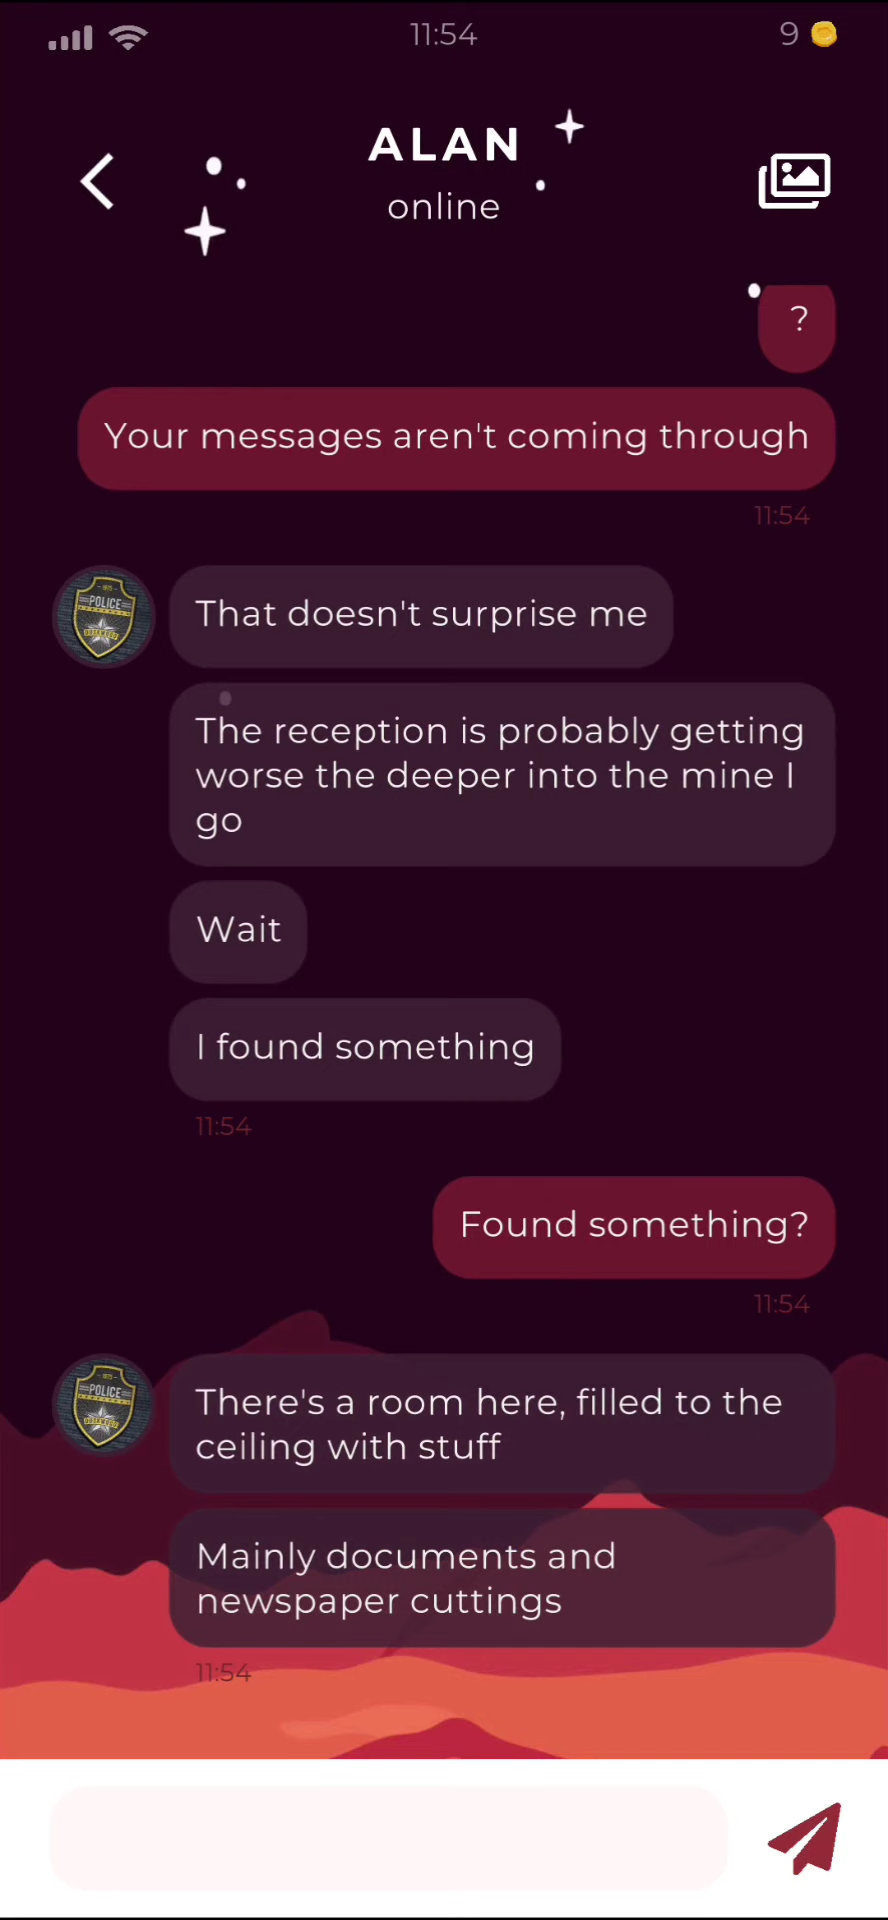 11:54
9
ALAN
online
?
Your messages aren't coming through
11:54
POLICE
That doesn't surprise me
The reception is probably getting
worse the deeper into the mine I
go
Wait
I found something
11:54
Found something?
11:54
POLICE
There's a room here, filled to the
ceiling with stuff
Mainly documents and
newspaper cuttings
11:54